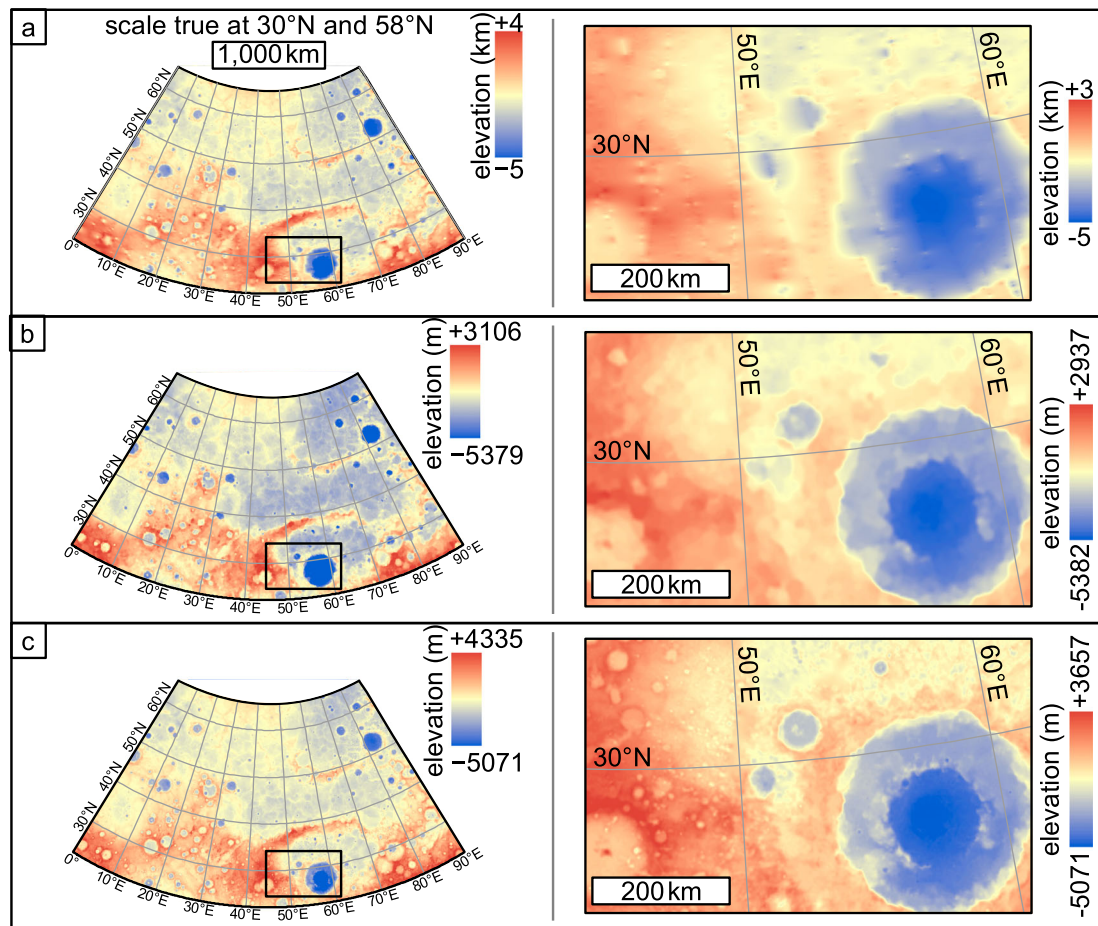 a
scale true at 30°N and 58°N
1,000 km
elevation (km)
+4
−5
60°N
50°N
40°N
30°N
0°
10°E
20°E
30°E
40°E
50°E
60°E
70°E
80°E
90°E
50°E
60°E
30°N
200 km
elevation (km)
+3
-5
b
elevation (m)
+3106
−5379
60°N
50°N
40°N
30°N
0°
10°E
20°E
30°E
40°E
50°E
60°E
70°E
80°E
90°E
50°E
60°E
30°N
200 km
elevation (m)
+2937
-5382
c
elevation (m)
+4335
−5071
60°N
50°N
40°N
30°N
0°
10°E
20°E
30°E
40°E
50°E
60°E
70°E
80°E
90°E
50°E
60°E
30°N
200 km
elevation (m)
+3657
-5071